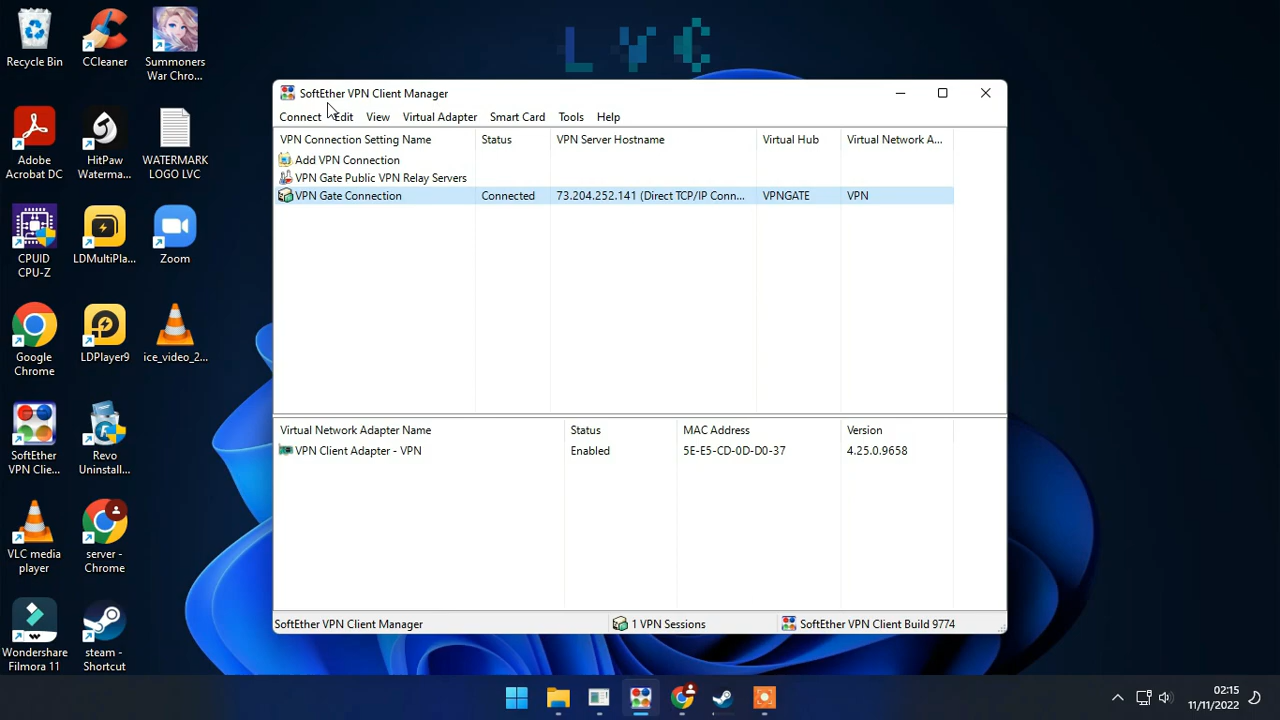 LVC
Recycle Bin
CCleaner
Summoners
War Chro...
Adobe
Acrobat DC
HitPaw
Waterma...
WATERMARK
LOGO LVC
CPUID
CPU-Z
LDMultiPla...
Zoom
Google
Chrome
LDPlayer9
ice_video_2...
SoftEther
VPN Clie...
Revo
Uninstall...
VLC media
player
server -
Chrome
Wondershare
Filmora 11
steam -
Shortcut
SoftEther VPN Client Manager
Connect Edit View Virtual Adapter Smart Card Tools Help
VPN Connection Setting Name Status VPN Server Hostname Virtual Hub Virtual Network A...
Add VPN Connection
VPN Gate Public VPN Relay Servers
VPN Gate Connection Connected 73.204.252.141 (Direct TCP/IP Conn... VPNGATE VPN
Virtual Network Adapter Name Status MAC Address Version
VPN Client Adapter - VPN Enabled 5E-E5-CD-0D-D0-37 4.25.0.9658
SoftEther VPN Client Manager 1 VPN Sessions SoftEther VPN Client Build 9774
02:15
11/11/2022